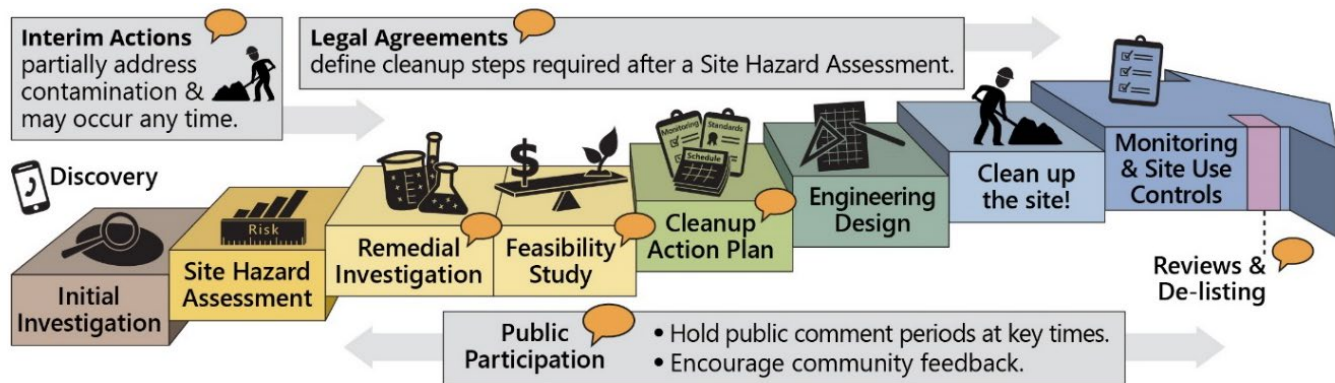 Interim Actions
partially address
contamination &
may occur any time.
Legal Agreements
define cleanup steps required after a Site Hazard Assessment.
Discovery
Initial
Investigation
Risk
Site Hazard
Assessment
Remedial
Investigation
$
Feasibility
Study
Monitoring
Standards
Schedule
Cleanup
Action Plan
Engineering
Design
Clean up
the site!
Monitoring
& Site Use
Controls
Reviews &
De-listing
Public
Participation
• Hold public comment periods at key times.
• Encourage community feedback.